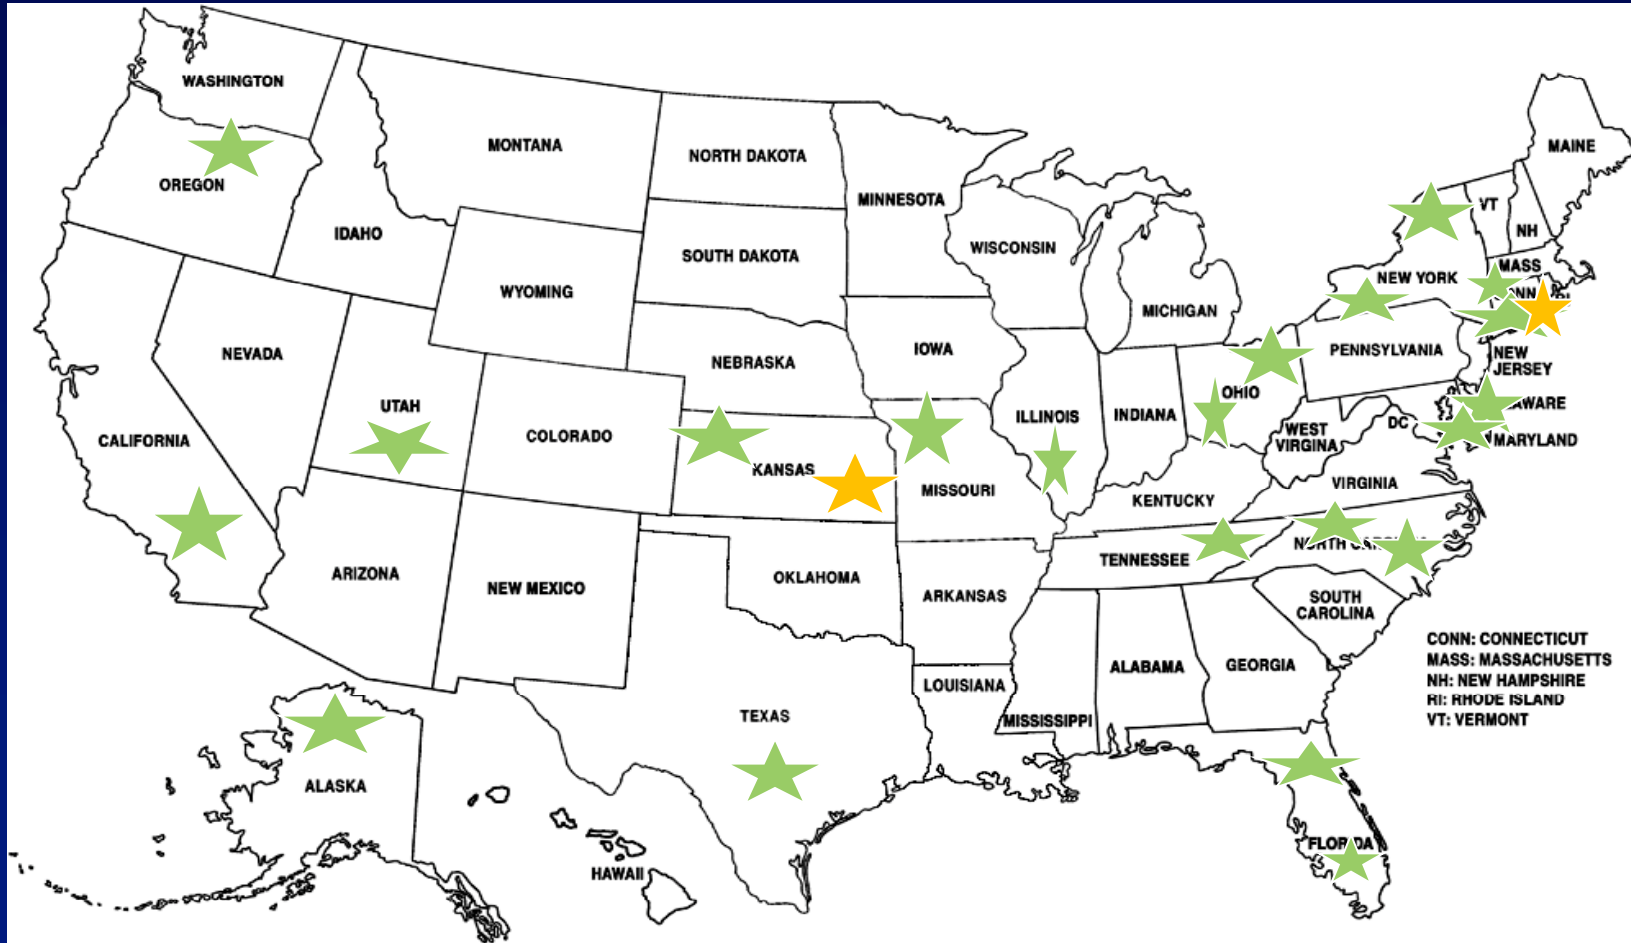 WASHINGTON
MAINE
MONTANA
NORTH DAKOTA
OREGON
MINNESOTA
VT
NH
IDAHO
WISCONSIN
SOUTH DAKOTA
MASS
NEW YORK
WYOMING
MICHIGAN
IOWA
PENNSYLVANIA
NEVADA
NEBRASKA
NEW
JERSEY
OHIO
UTAH
ILLINOIS
INDIANA
DC
WEST
VIRGINA
MARYLAND
CALIFORNIA
COLORADO
KANSAS
MISSOURI
VIRGINIA
KENTUCKY
NORTH
TENNESSEE
ARIZONA
OKLAHOMA
NEW MEXICO
ARKANSAS
SOUTH
CAROLINA
CONN: CONNECTICUT
MASS: MASSACHUSETTS
NH: NEW HAMPSHIRE
RI: RHODE ISLAND
VT: VERMONT
ALABAMA
GEORGIA
LOUISIANA
TEXAS
MISSISSIPPI
ALASKA
FLORIDA
HAWAII